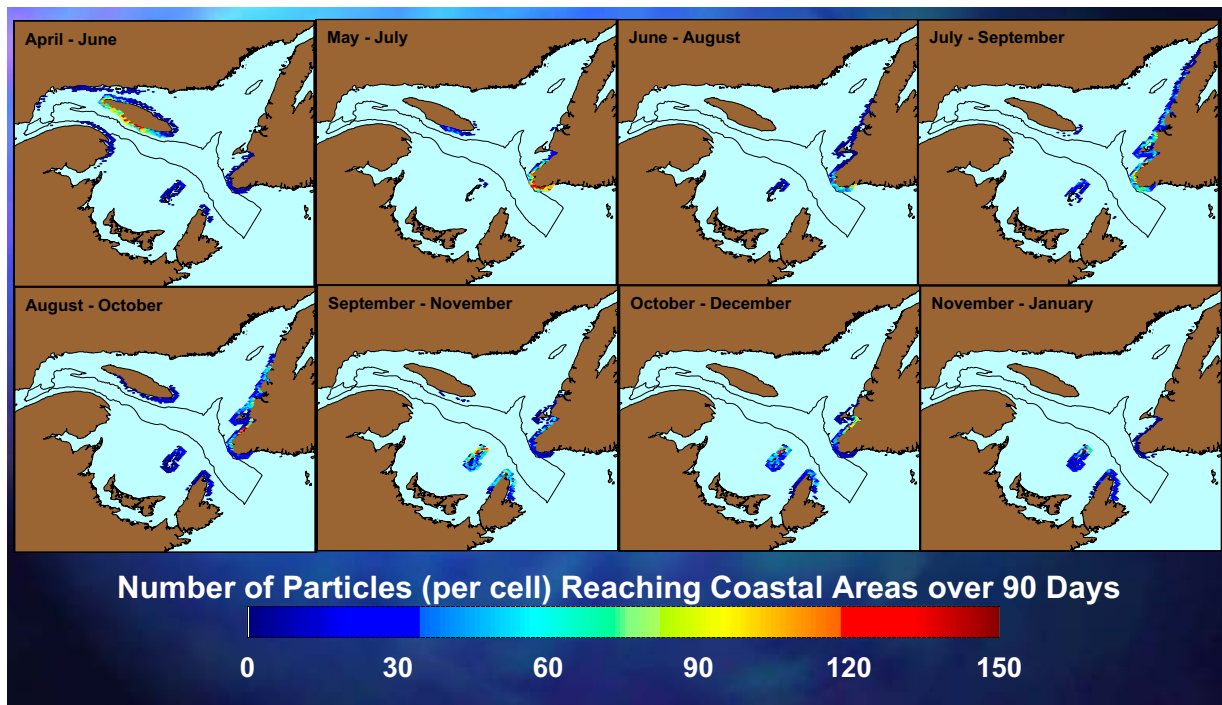 April - June
May - July
June - August
July - September
August - October
September - November
October - December
November - January
Number of Particles (per cell) Reaching Coastal Areas over 90 Days
0 30 60 90 120 150